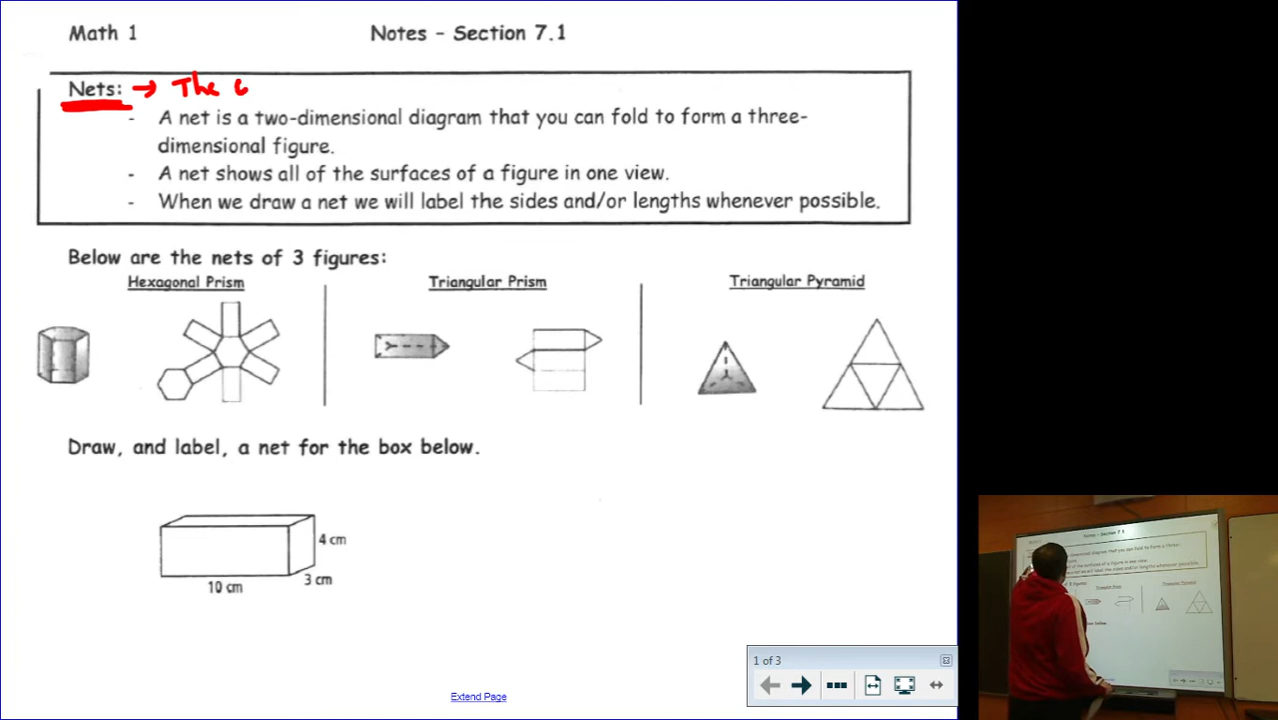 Math 1 Notes - Section 7.1
Nets: → The
- A net is a two-dimensional diagram that you can fold to form a three-
dimensional figure.
- A net shows all of the surfaces of a figure in one view.
- When we draw a net we will label the sides and/or lengths whenever possible.
Below are the nets of 3 figures:
Hexagonal Prism Triangular Prism Triangular Pyramid
Draw, and label, a net for the box below.
4 cm
3 cm
10 cm
1 of 3
Extend Page